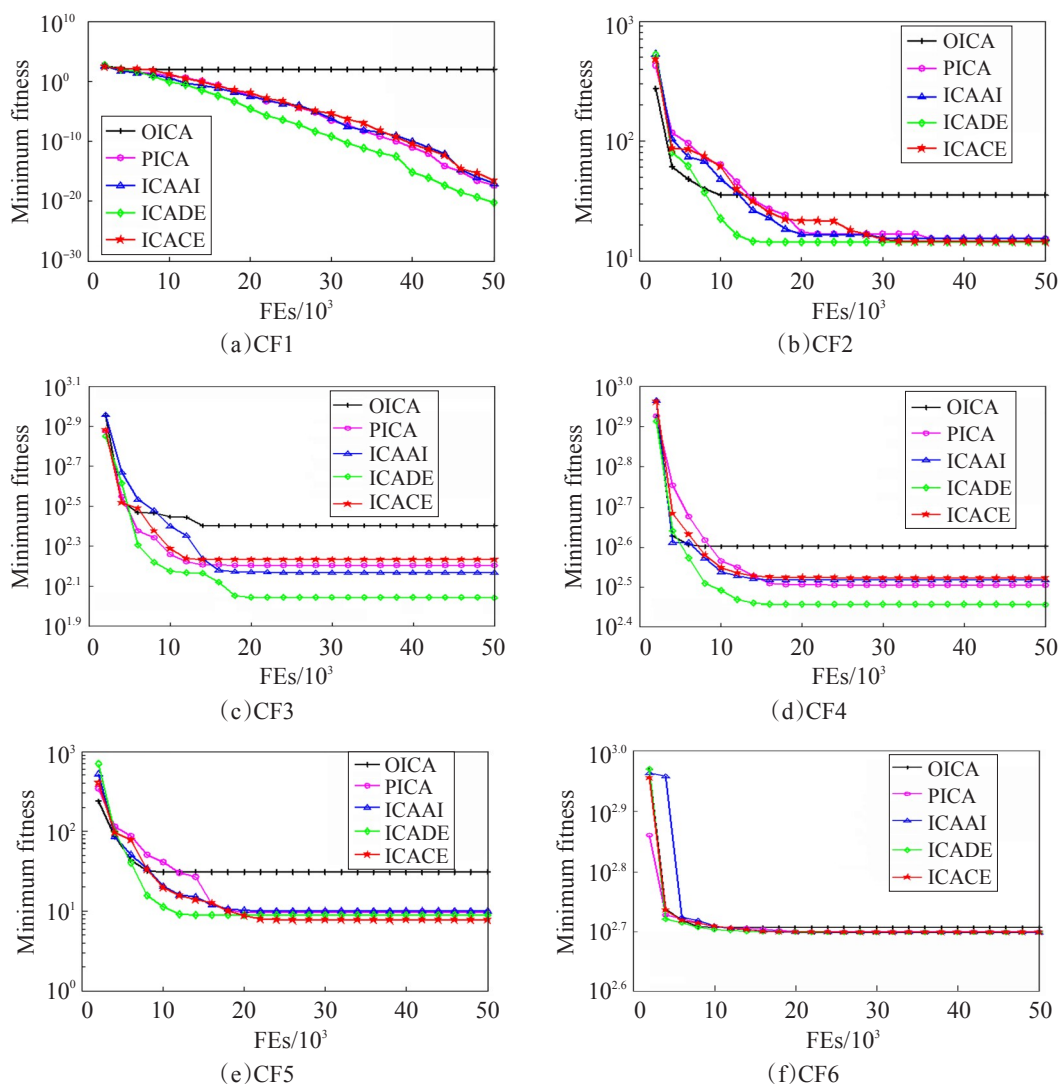 10^10
10^0
10^-10
10^-20
10^-30
Minimum fitness
OICA
PICA
ICAAI
ICADE
ICACE
0 10 20 30 40 50
FEs/10^3
(a)CF1
10^3
10^2
10^1
Minimum fitness
OICA
PICA
ICAAI
ICADE
ICACE
0 10 20 30 40 50
FEs/10^3
(b)CF2
10^3.1
10^2.9
10^2.7
10^2.5
10^2.3
10^2.1
10^1.9
Minimum fitness
OICA
PICA
ICAAI
ICADE
ICACE
0 10 20 30 40 50
FEs/10^3
(c)CF3
10^3.0
10^2.9
10^2.8
10^2.7
10^2.6
10^2.5
10^2.4
Minimum fitness
OICA
PICA
ICAAI
ICADE
ICACE
0 10 20 30 40 50
FEs/10^3
(d)CF4
10^3
10^2
10^1
10^0
Minimum fitness
OICA
PICA
ICAAI
ICADE
ICACE
0 10 20 30 40 50
FEs/10^3
(e)CF5
10^3.0
10^2.9
10^2.8
10^2.7
10^2.6
Minimum fitness
OICA
PICA
ICAAI
ICADE
ICACE
0 10 20 30 40 50
FEs/10^3
(f)CF6